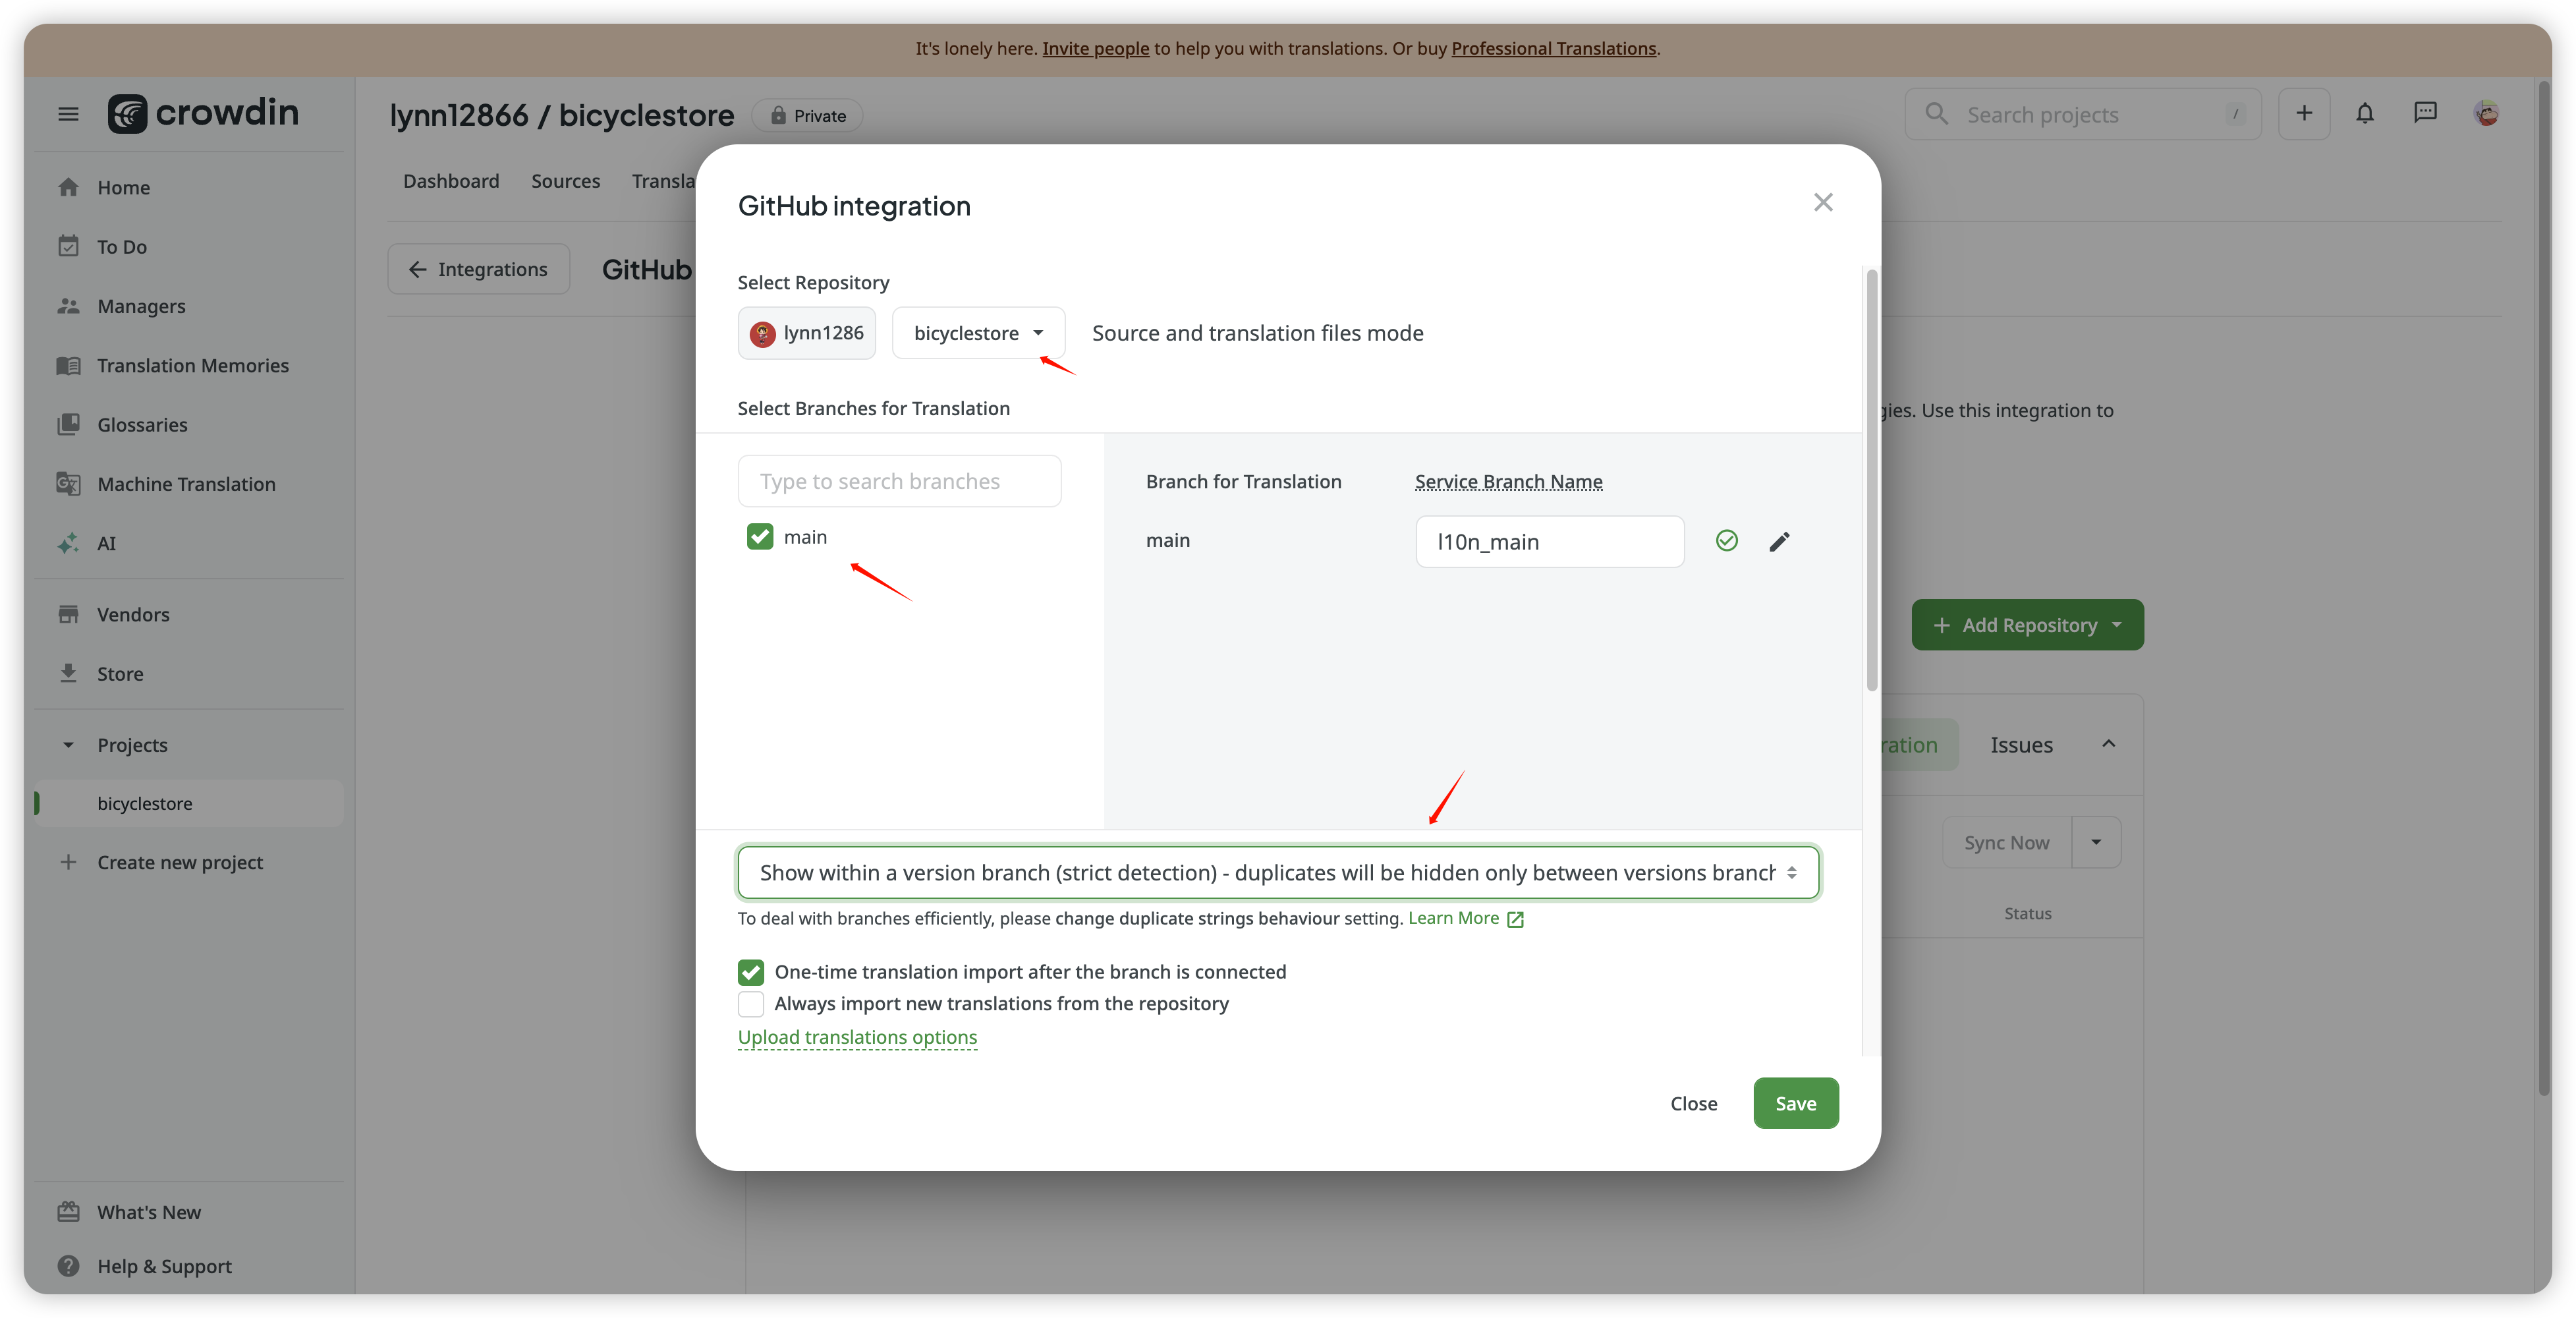 It's lonely here. Invite people to help you with translations. Or buy Professional Translations.
crowdin
lynn12866 / bicyclestore
Private
Search projects
/
Home
To Do
Managers
Translation Memories
Glossaries
Machine Translation
AI
Vendors
Store
Projects
bicyclestore
Create new project
What's New
Help & Support
Dashboard Sources Transla
Integrations
GitHub
GitHub integration
Select Repository
lynn1286
bicyclestore
Source and translation files mode
Select Branches for Translation
Type to search branches
main
Branch for Translation Service Branch Name
main l10n_main
Show within a version branch (strict detection) - duplicates will be hidden only between versions branch
To deal with branches efficiently, please change duplicate strings behaviour setting. Learn More
One-time translation import after the branch is connected
Always import new translations from the repository
Upload translations options
Close Save
gies. Use this integration to
Add Repository
ration Issues
Sync Now
Status